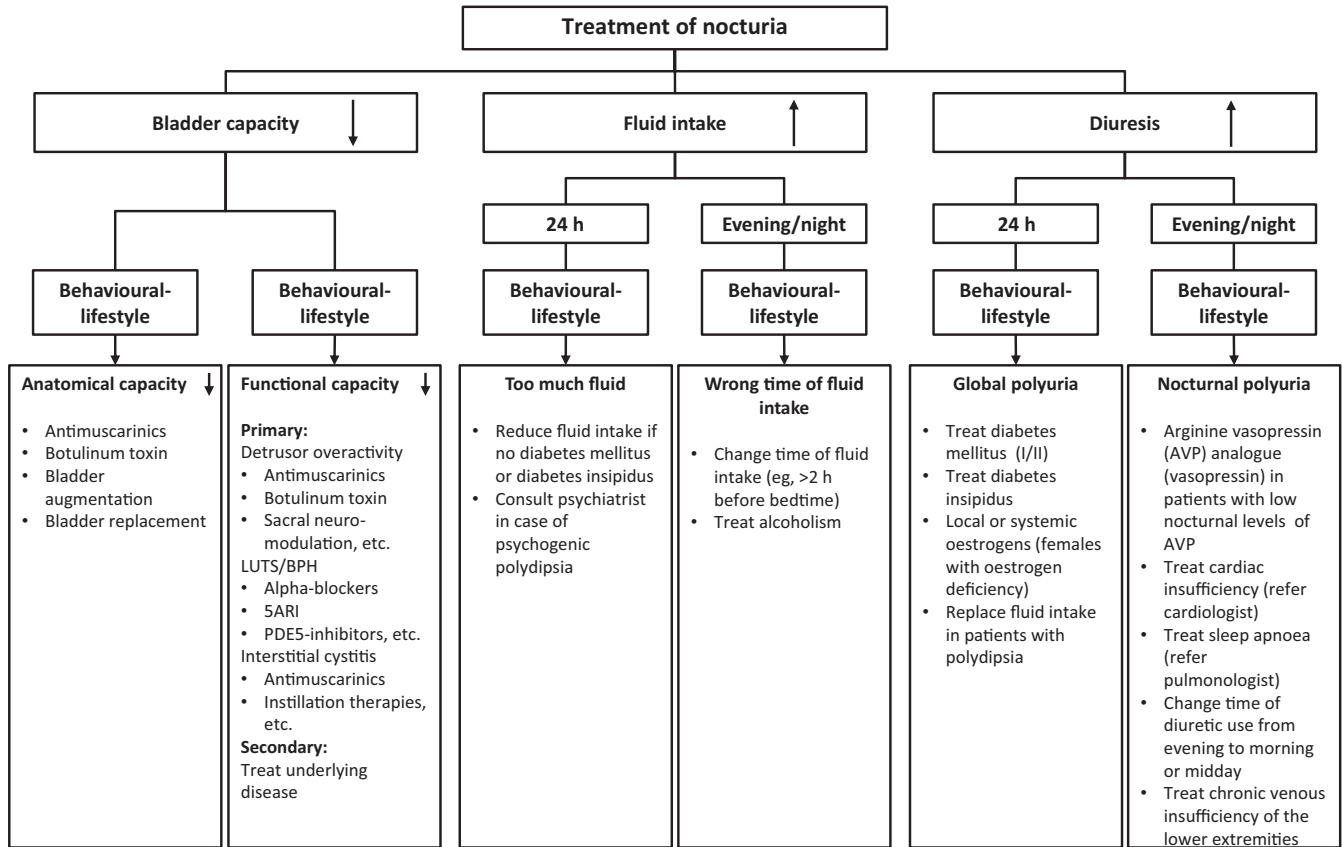 Treatment of nocturia
Bladder capacity
Fluid intake
Diuresis
24 h
Evening/night
24 h
Evening/night
Behavioural-
lifestyle
Behavioural-
lifestyle
Behavioural-
lifestyle
Behavioural-
lifestyle
Behavioural-
lifestyle
Behavioural-
lifestyle
Anatomical capacity
• Antimuscarinics
• Botulinum toxin
• Bladder
augmentation
• Bladder replacement
Functional capacity
Primary:
Detrusor overactivity
• Antimuscarinics
• Botulinum toxin
• Sacral neuro-
modulation, etc.
LUTS/BPH
• Alpha-blockers
• 5ARI
• PDE5-inhibitors, etc.
Interstitial cystitis
• Antimuscarinics
• Instillation therapies,
etc.
Secondary:
Treat underlying
disease
Too much fluid
• Reduce fluid intake if
no diabetes mellitus
or diabetes insipidus
• Consult psychiatrist
in case of
psychogenic
polydipsia
Wrong time of fluid
intake
• Change time of fluid
intake (eg, >2 h
before bedtime)
• Treat alcoholism
Global polyuria
• Treat diabetes
mellitus (I/II)
• Treat diabetes
insipidus
• Local or systemic
oestrogens (females
with oestrogen
deficiency)
• Replace fluid intake
in patients with
polydipsia
Nocturnal polyuria
• Arginine vasopressin
(AVP) analogue
(vasopressin) in
patients with low
nocturnal levels of
AVP
• Treat cardiac
insufficiency (refer
cardiologist)
• Treat sleep apnoea
(refer
pulmonologist)
• Change time of
diuretic use from
evening to morning
or midday
• Treat chronic venous
insufficiency of the
lower extremities